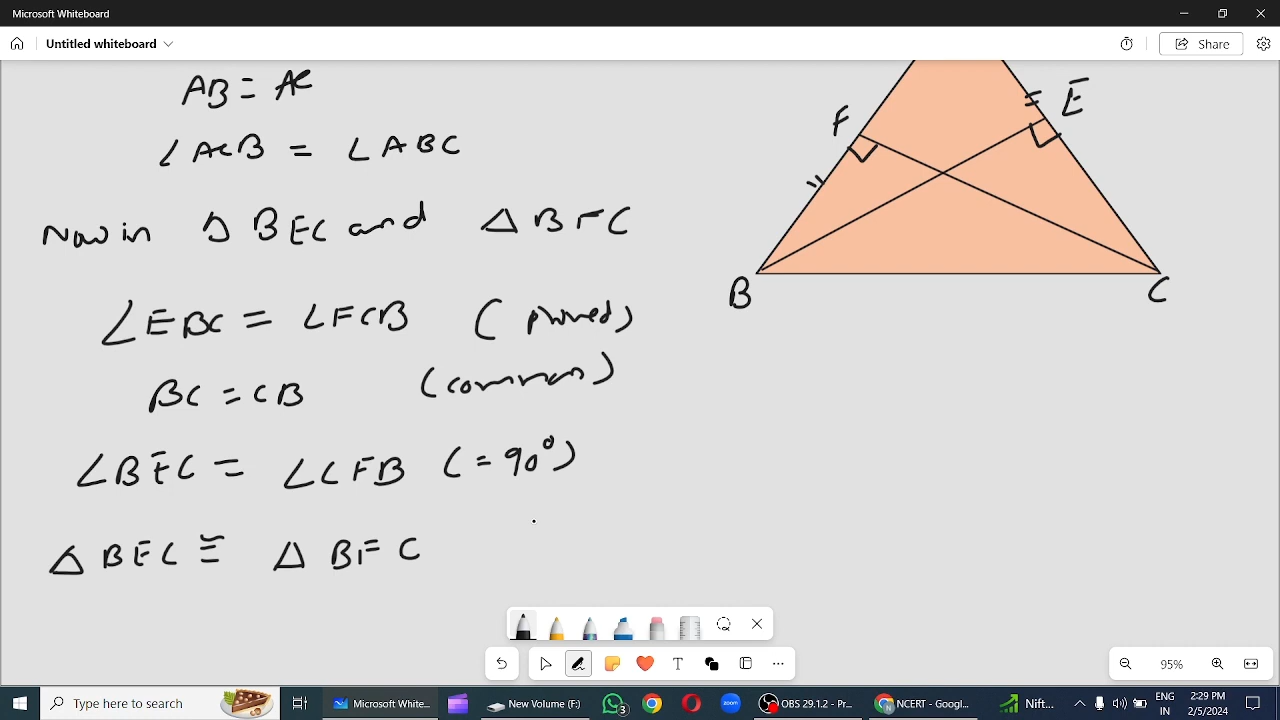 Microsoft Whiteboard
Untitled whiteboard
Share
AB = AC
∠ACB = ∠ABC
Now in Δ BEC and Δ BFC
∠EBC = ∠FCB (proved)
BC = CB (common)
∠BEC = ∠CFB (= 90°)
Δ BEC ≅ Δ BFC
F
= E
"
B
C
95%
Type here to search
Microsoft White...
New Volume (F:)
3
zoom
OBS 29.1.2 - Pr...
NCERT - Googl...
Nift...
ENG
IN
2:29 PM
2/5/2024